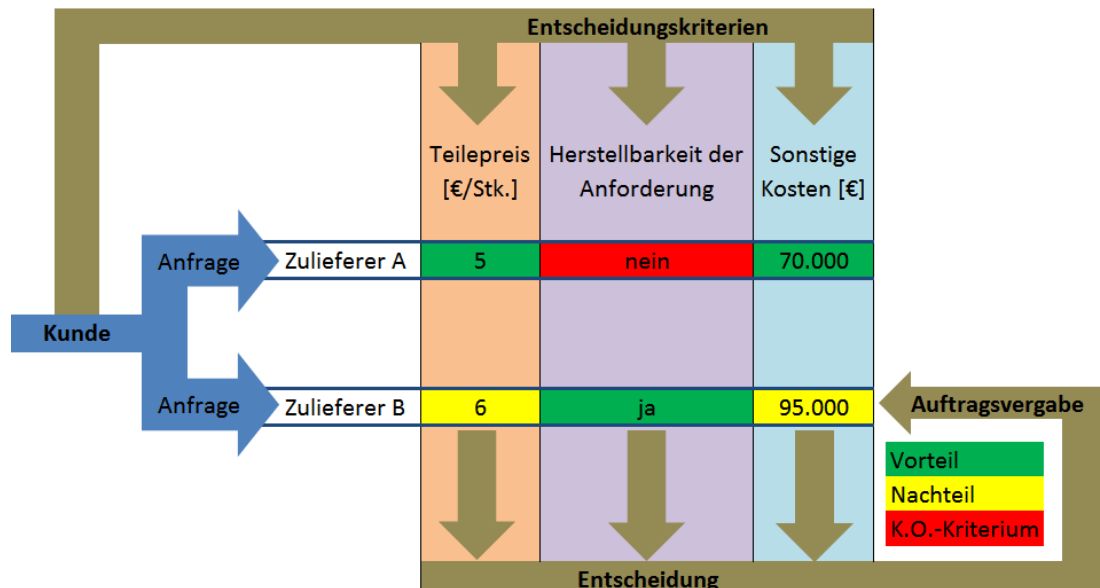 Entscheidungskriterien
Teilepreis
[€/Stk.]
Herstellbarkeit der
Anforderung
Sonstige
Kosten [€]
Anfrage
Zulieferer A
5
nein
70.000
Kunde
Anfrage
Zulieferer B
6
ja
95.000
Auftragsvergabe
Vorteil
Nachteil
K.O.-Kriterium
Entscheidung